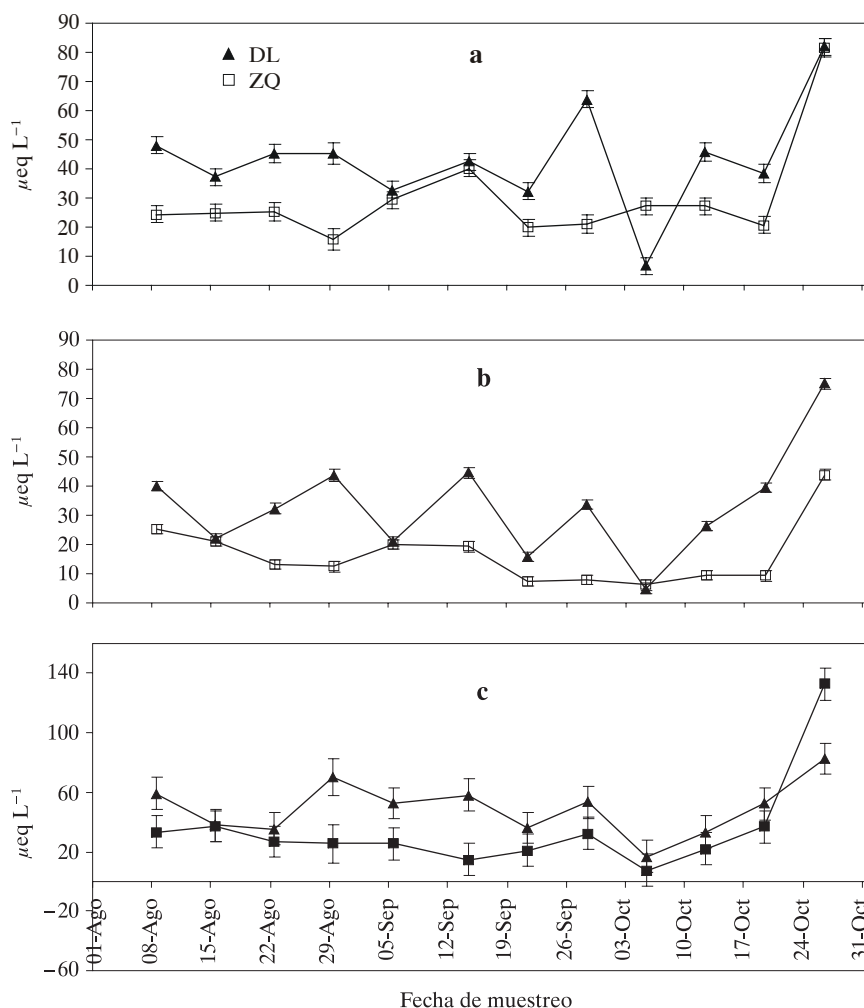 90
80
70
60
50
40
30
20
10
0
μeq L⁻¹
▲ DL
□ ZQ
a
90
80
70
60
50
40
30
20
10
0
μeq L⁻¹
b
140
100
60
20
−20
−60
μeq L⁻¹
c
01-Ago
08-Ago
15-Ago
22-Ago
29-Ago
05-Sep
12-Sep
19-Sep
26-Sep
03-Oct
10-Oct
17-Oct
24-Oct
31-Oct
Fecha de muestreo